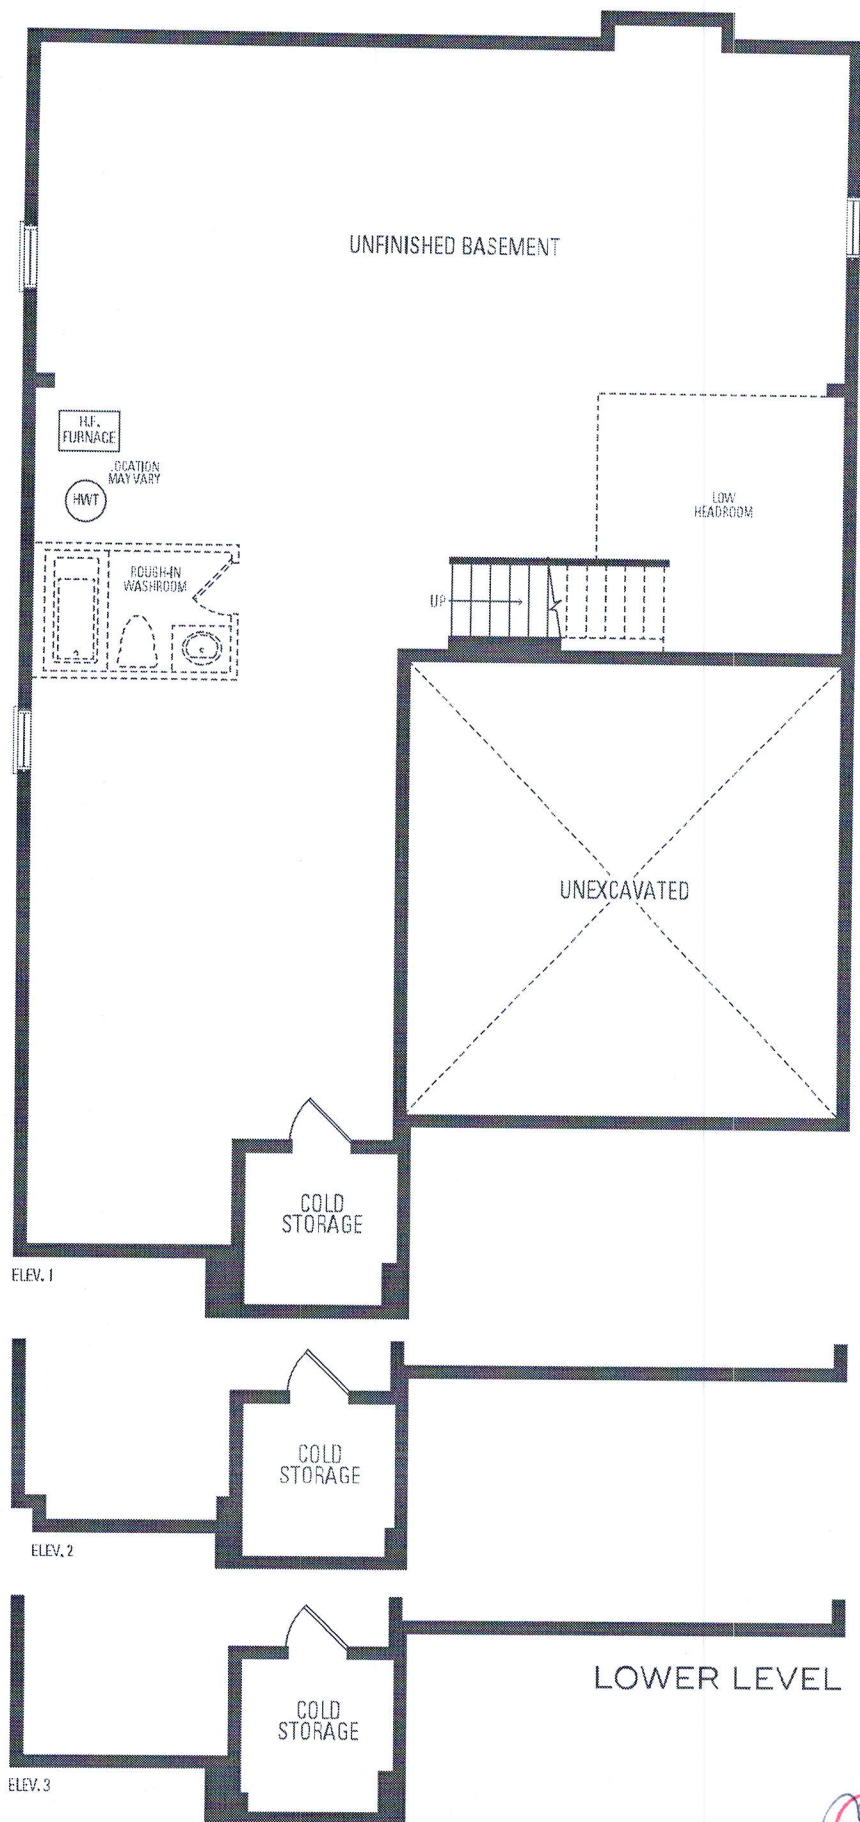 UNFINISHED BASEMENT
H.F.
FURNACE
LOCATION
MAY VARY
HWT
LOW
HEADROOM
ROUGH-IN
WASHROOM
UP
UNEXCAVATED
COLD
STORAGE
ELEV. 1
COLD
STORAGE
ELEV. 2
LOWER LEVEL
COLD
STORAGE
ELEV. 3